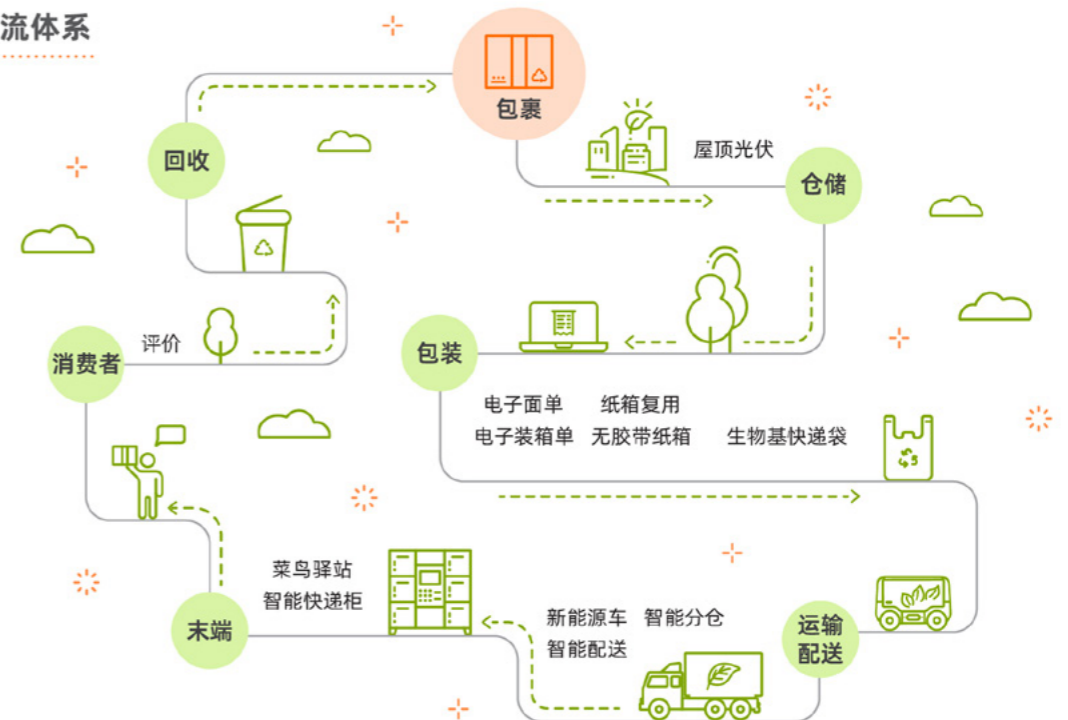 流体系
包裹
屋顶光伏
仓储
回收
评价
消费者
包装
电子面单 纸箱复用
电子装箱单 无胶带纸箱 生物基快递袋
菜鸟驿站
智能快递柜
末端
新能源车 智能分仓
智能配送
运输
配送